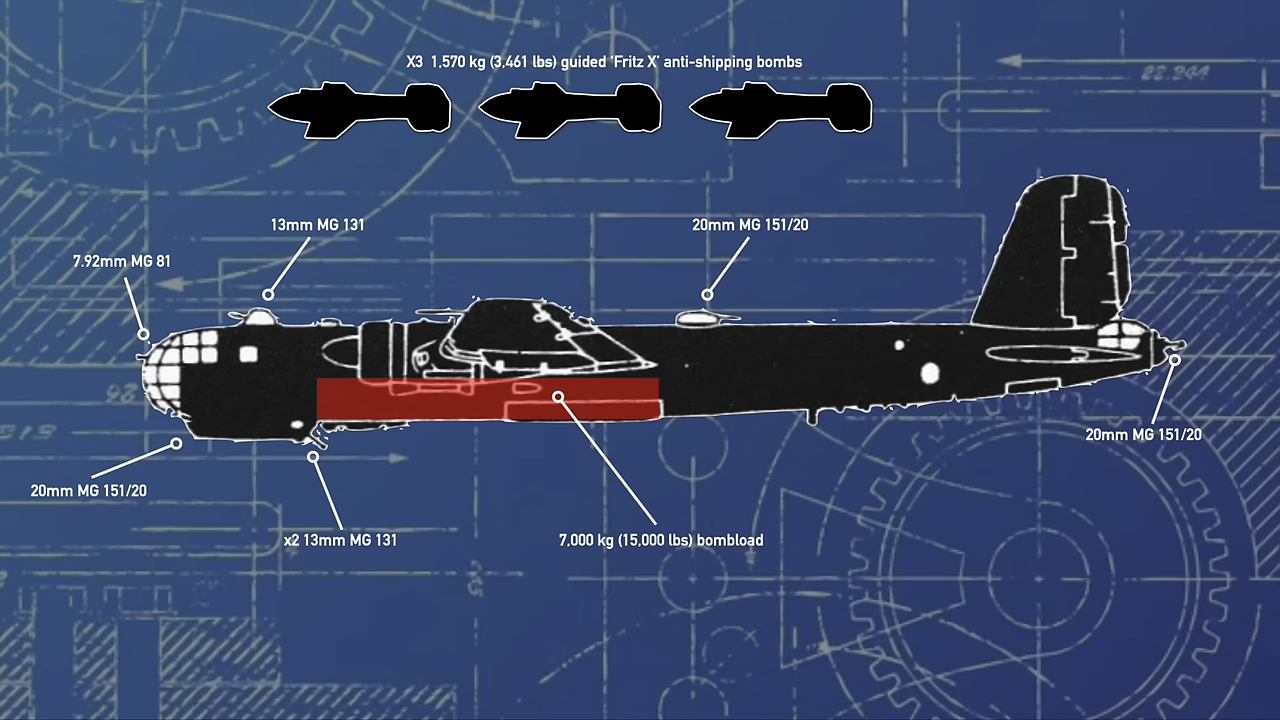 X3 1,570 kg (3,461 lbs) guided 'Fritz X' anti-shipping bombs
13mm MG 131
20mm MG 151/20
7.92mm MG 81
20mm MG 151/20
20mm MG 151/20
x2 13mm MG 131
7,000 kg (15,000 lbs) bombload